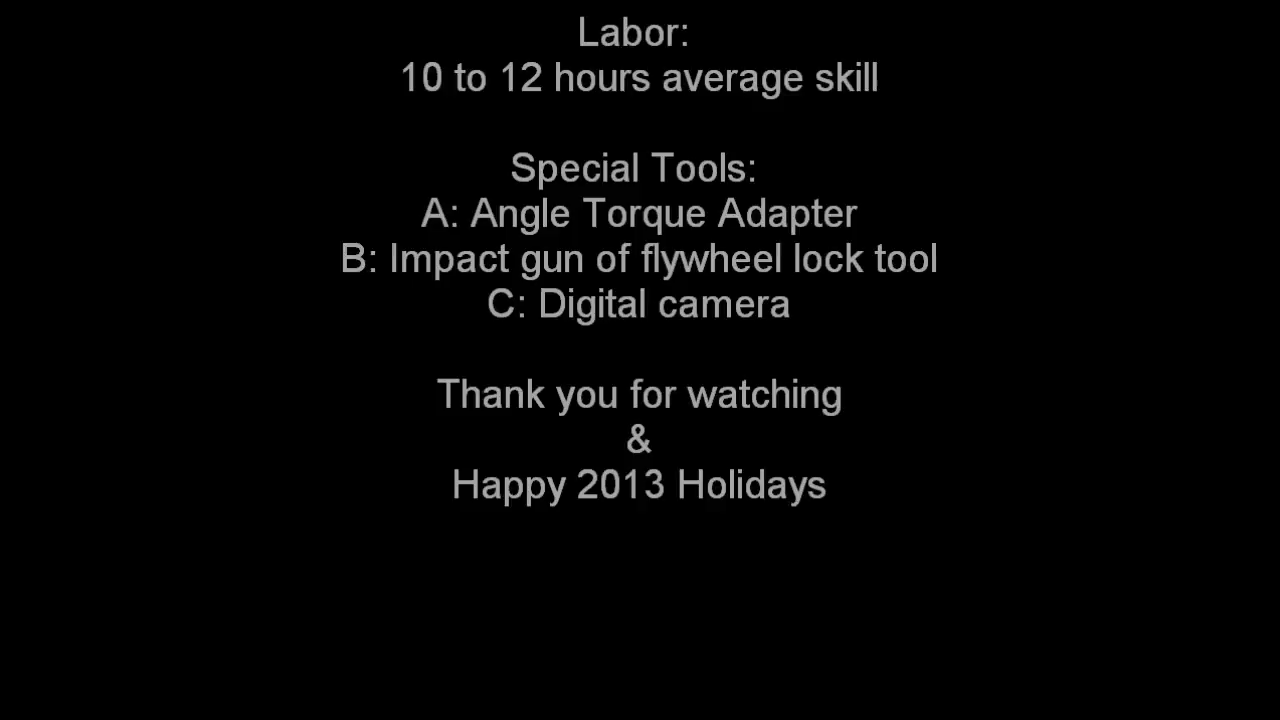 Labor:
10 to 12 hours average skill
Special Tools:
A: Angle Torque Adapter
B: Impact gun of flywheel lock tool
C: Digital camera
Thank you for watching
&
Happy 2013 Holidays